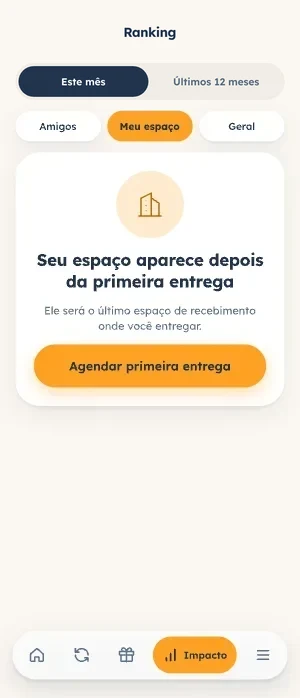 Ranking
Este mês
Últimos 12 meses
Amigos
Meu espaço
Geral
Seu espaço aparece depois
da primeira entrega
Ele será o último espaço de recebimento
onde você entregar.
Agendar primeira entrega
Impacto